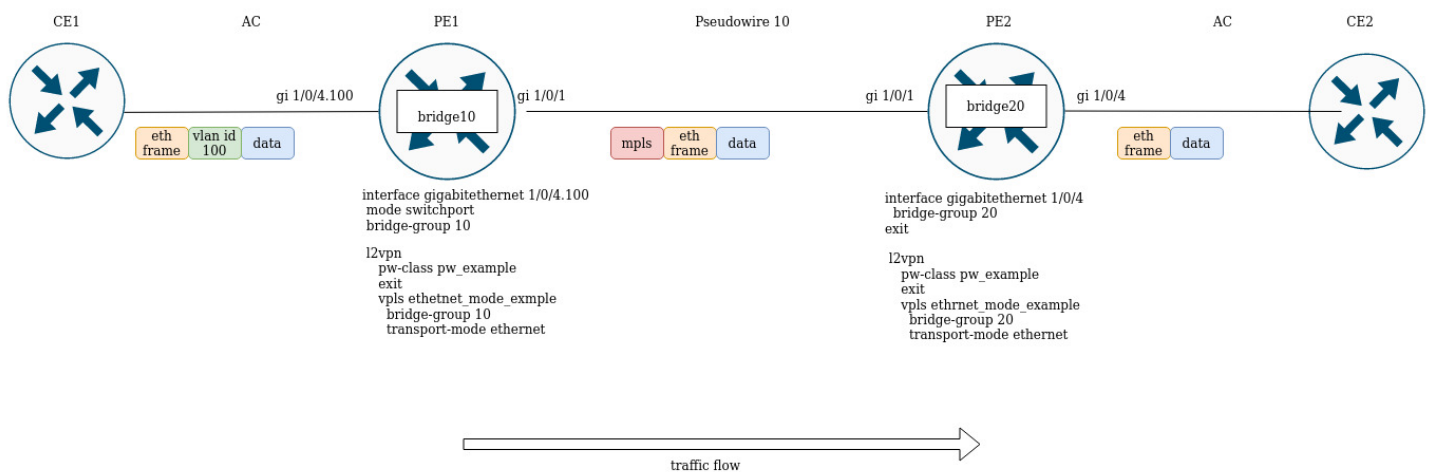 CE1
AC
PE1
Pseudowire 10
PE2
AC
CE2
gi 1/0/4.100
bridge10
gi 1/0/1
gi 1/0/1
bridge20
gi 1/0/4
eth
frame
vlan id
100
data
mpls
eth
frame
data
eth
frame
data
interface gigabitethernet 1/0/4.100
mode switchport
bridge-group 10
l2vpn
pw-class pw_example
exit
vpls ethetnet_mode_exmple
bridge-group 10
transport-mode ethernet
interface gigabitethernet 1/0/4
bridge-group 20
exit
l2vpn
pw-class pw_example
exit
vpls ethrnet_mode_example
bridge-group 20
transport-mode ethernet
traffic flow